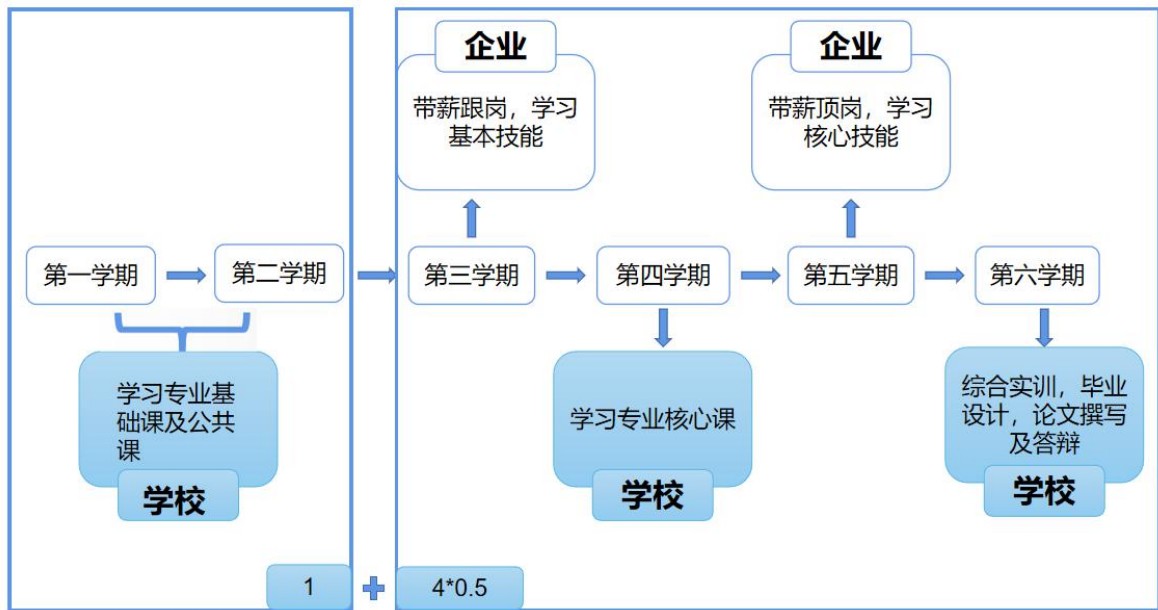 企业
带薪跟岗，学习
基本技能
企业
带薪顶岗，学习
核心技能
第一学期
第二学期
第三学期
第四学期
第五学期
第六学期
学习专业基
础课及公共
课
学校
学习专业核心课
学校
综合实训，毕业
设计，论文撰写
及答辩
学校
1
+
4*0.5